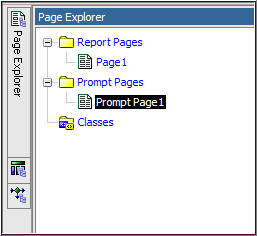 Page Explorer
Page Explorer
Report Pages
Page1
Prompt Pages
Prompt Page1
Classes